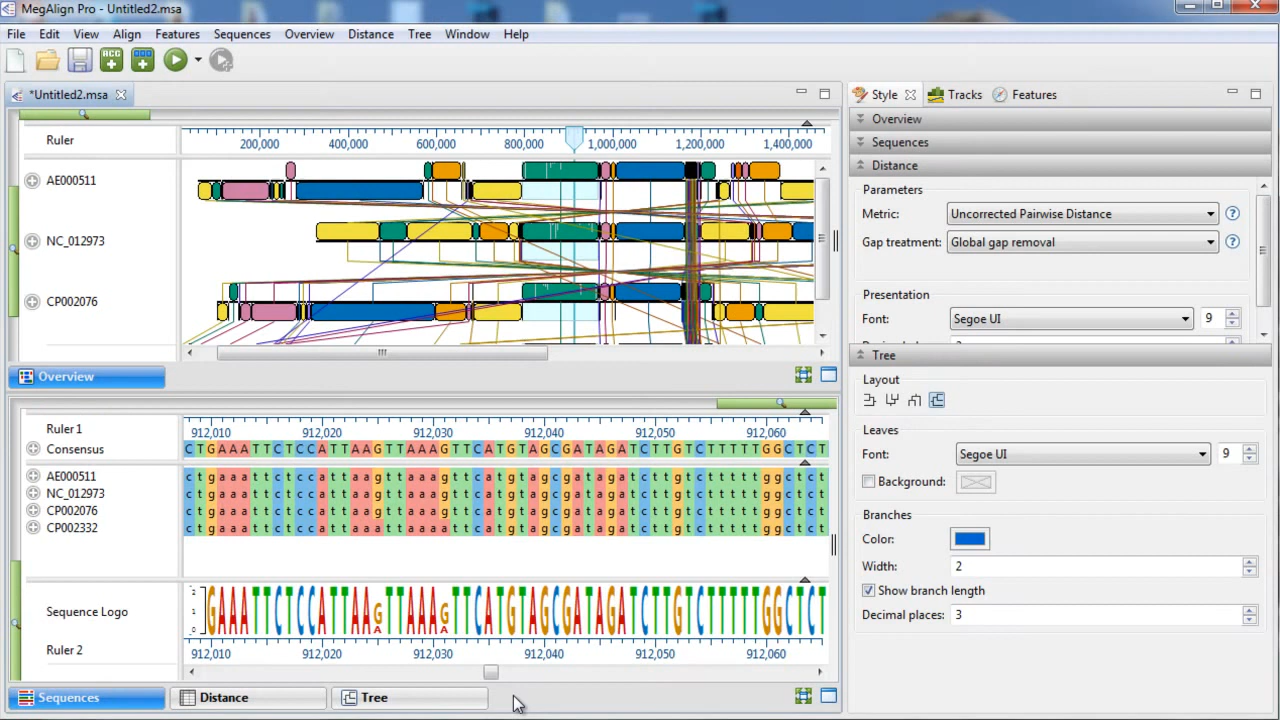 MegAlign Pro - Untitled2.msa
File Edit View Align Features Sequences Overview Distance Tree Window Help
*Untitled2.msa
Ruler
200,000 400,000 600,000 800,000 1,000,000 1,200,000 1,400,000
AE000511
NC_012973
CP002076
Overview
Ruler 1
912,010 912,020 912,030 912,040 912,050 912,060
Consensus
CTGAAATTCTCCATTAAGTTAAAGTTCATGTAGCGATAGATCTTGTCTTTTTGGCTCT
AE000511 ctgaaattctccattaagttaaagttcatgtagcgatagatcttgtctttttggctct
NC_012973 ctgaaattctccattaagttaaagttcatgtagcgatagatcttgtctttttggctct
CP002076 ctgaaattctccattaagttaaagttcatgtagcgatagatcttgtctttttggctct
CP002332 ctgaaattctccattaaattaaaattcatgtagcgatagatcttgtctttttggctct
Sequence Logo
GAAATTCTCCATTAAGTTAAAGTTCATGTAGCGATAGATCTTGTCTTTTTGGCTCT
Ruler 2
912,010 912,020 912,030 912,040 912,050 912,060
Sequences Distance Tree
Style Tracks Features
Overview
Sequences
Distance
Parameters
Metric: Uncorrected Pairwise Distance
Gap treatment: Global gap removal
Presentation
Font: Segoe UI 9
Tree
Layout
Leaves
Font: Segoe UI 9
Background:
Branches
Color:
Width: 2
Show branch length
Decimal places: 3